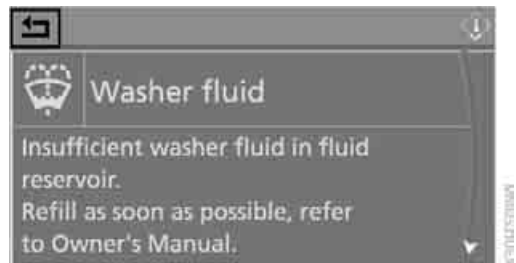 Washer fluid
Insufficient washer fluid in fluid
reservoir.
Refill as soon as possible, refer
to Owner's Manual.